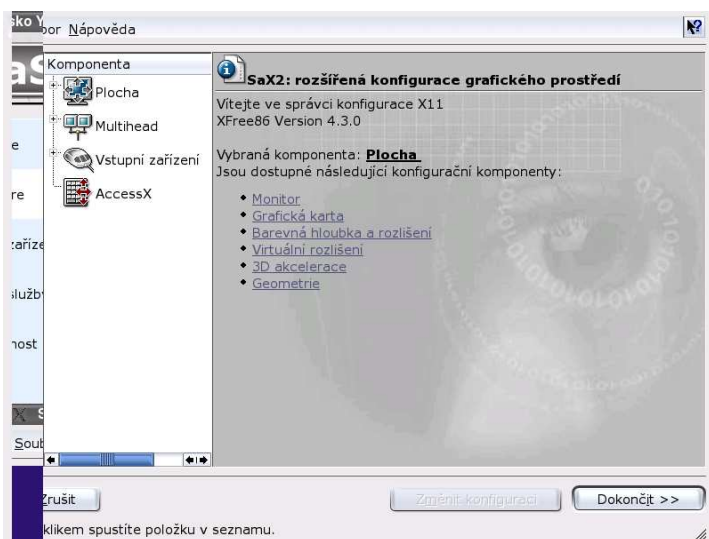 sko Y
bor Nápověda
aS
Komponenta
Plocha
Multihead
Vstupní zařízení
AccessX
SaX2: rozšířená konfigurace grafického prostředí
Vítejte ve správci konfigurace X11
XFree86 Version 4.3.0
Vybraná komponenta: Plocha
Jsou dostupné následující konfigurační komponenty:
Monitor
Grafická karta
Barevná hloubka a rozlišení
Virtuální rozlišení
3D akcelerace
Geometrie
e
re
zaříze
služb
nost
S
Soub
Zrušit
Změnit konfiguraci
Dokončit >>
klikem spustíte položku v seznamu.